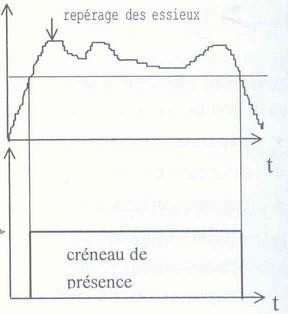 repérage des essieux
t
créneau de
présence
t